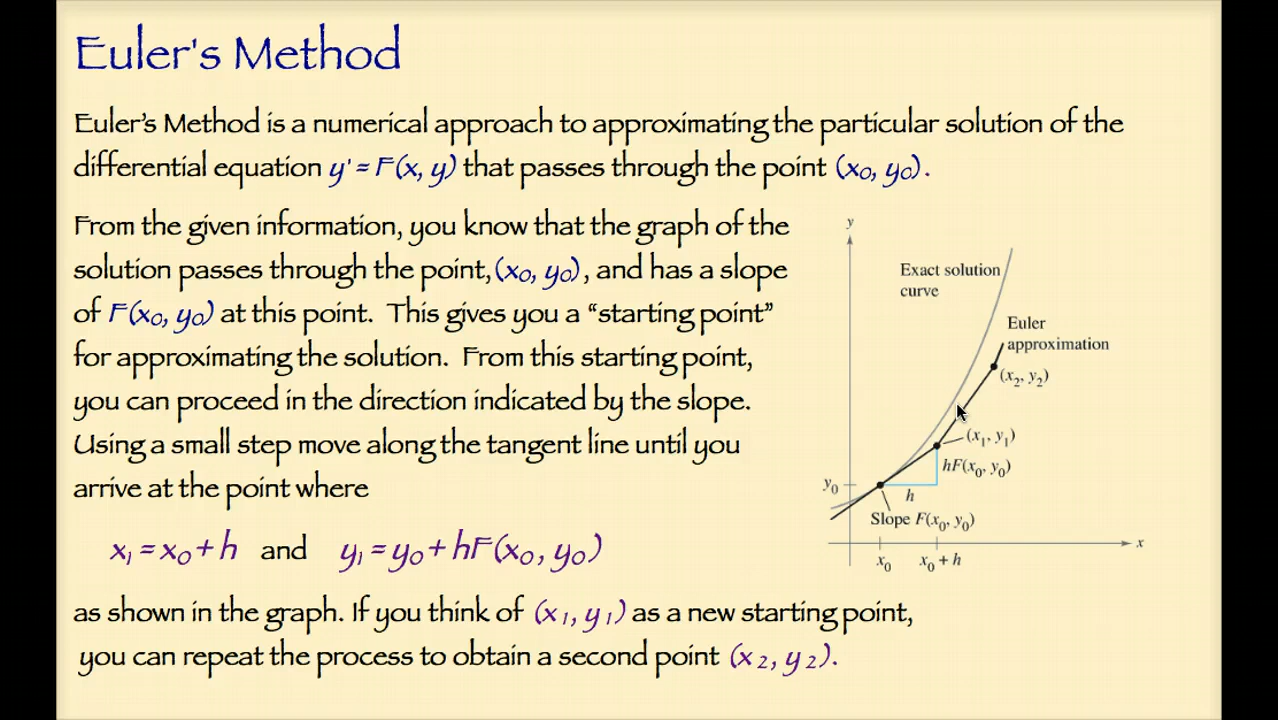 Euler's Method
Euler's Method is a numerical approach to approximating the particular solution of the
differential equation y' = F(x, y) that passes through the point (x₀, y₀).
From the given information, you know that the graph of the
solution passes through the point, (x₀, y₀), and has a slope
of F(x₀, y₀) at this point. This gives you a “starting point”
for approximating the solution. From this starting point,
you can proceed in the direction indicated by the slope.
Using a small step move along the tangent line until you
arrive at the point where
x₁ = x₀ + h and y₁ = y₀ + hF(x₀, y₀)
as shown in the graph. If you think of (x₁, y₁) as a new starting point,
you can repeat the process to obtain a second point (x₂, y₂).
y
Exact solution
curve
Euler
approximation
(x₂, y₂)
(x₁, y₁)
hF(x₀, y₀)
y₀
h
Slope F(x₀, y₀)
x
x₀
x₀ + h